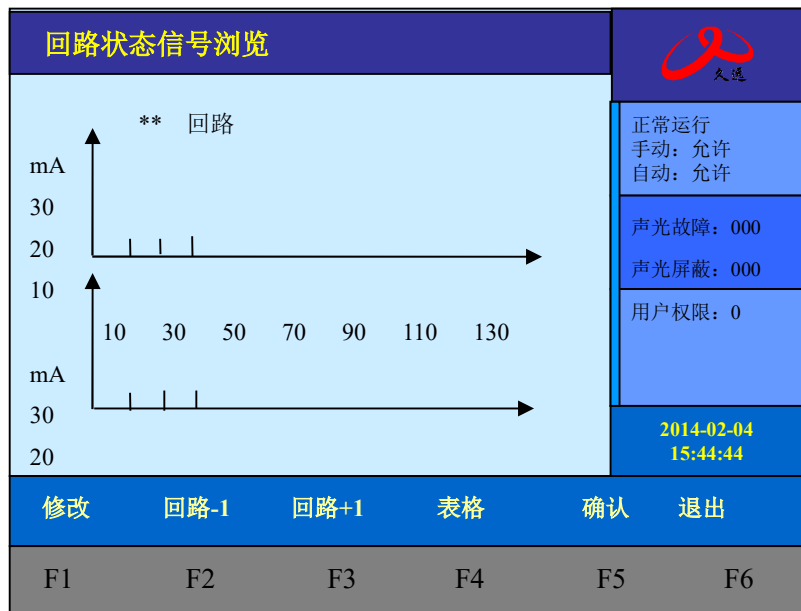 回路状态信号浏览
久远
** 回路
mA
30
20
10
10 30 50 70 90 110 130
mA
30
20
正常运行
手动：允许
自动：允许
声光故障：000
声光屏蔽：000
用户权限：0
2014-02-04
15:44:44
修改 回路-1 回路+1 表格 确认 退出
F1 F2 F3 F4 F5 F6